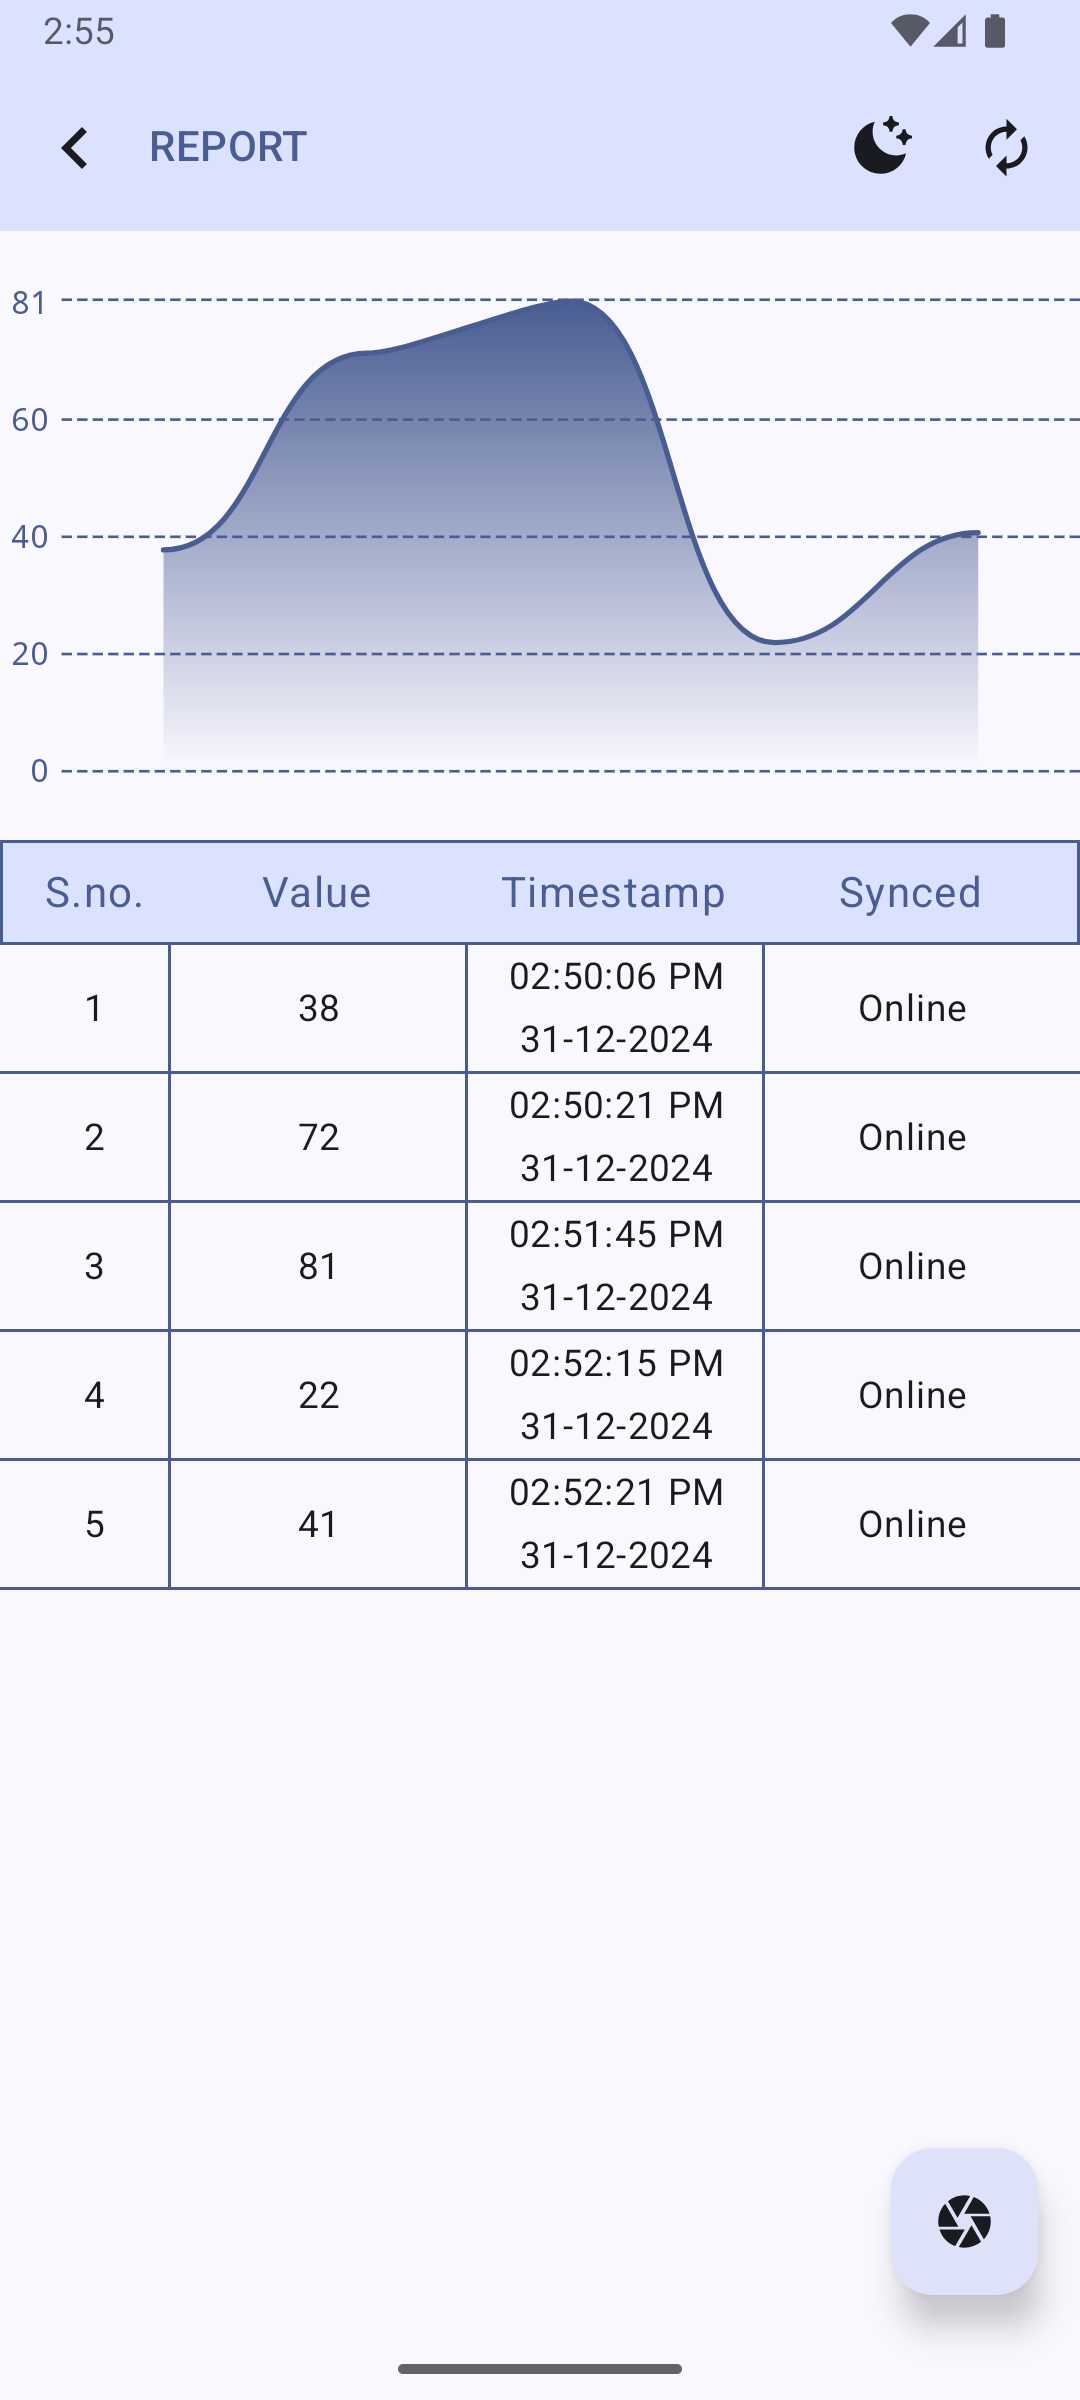 2:55
REPORT
81
60
40
20
0
S.no. Value Timestamp Synced
1 38 02:50:06 PM 31-12-2024 Online
2 72 02:50:21 PM 31-12-2024 Online
3 81 02:51:45 PM 31-12-2024 Online
4 22 02:52:15 PM 31-12-2024 Online
5 41 02:52:21 PM 31-12-2024 Online